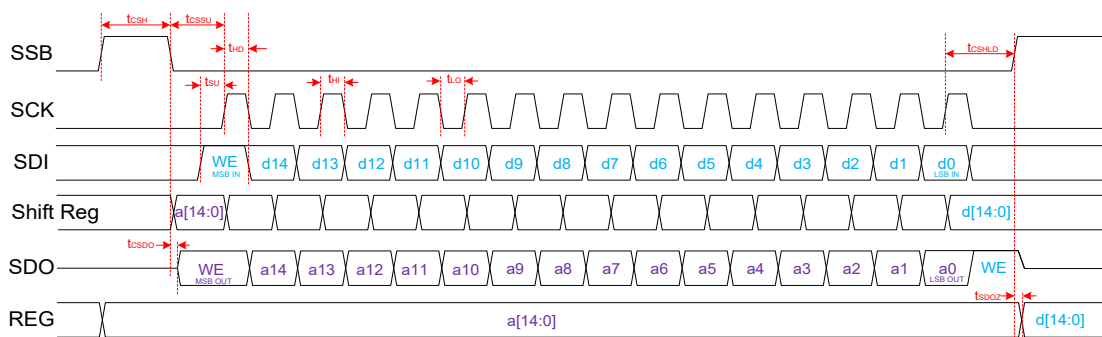 tCSH tCSSU
SSB tHD tCSHLD
tSU tHI tLO
SCK
SDI WE d14 d13 d12 d11 d10 d9 d8 d7 d6 d5 d4 d3 d2 d1 d0
MSB IN LSB IN
Shift Reg a[14:0] d[14:0]
tCSDO
SDO WE a14 a13 a12 a11 a10 a9 a8 a7 a6 a5 a4 a3 a2 a1 a0 WE
MSB OUT LSB OUT
tSDOZ
REG a[14:0] d[14:0]